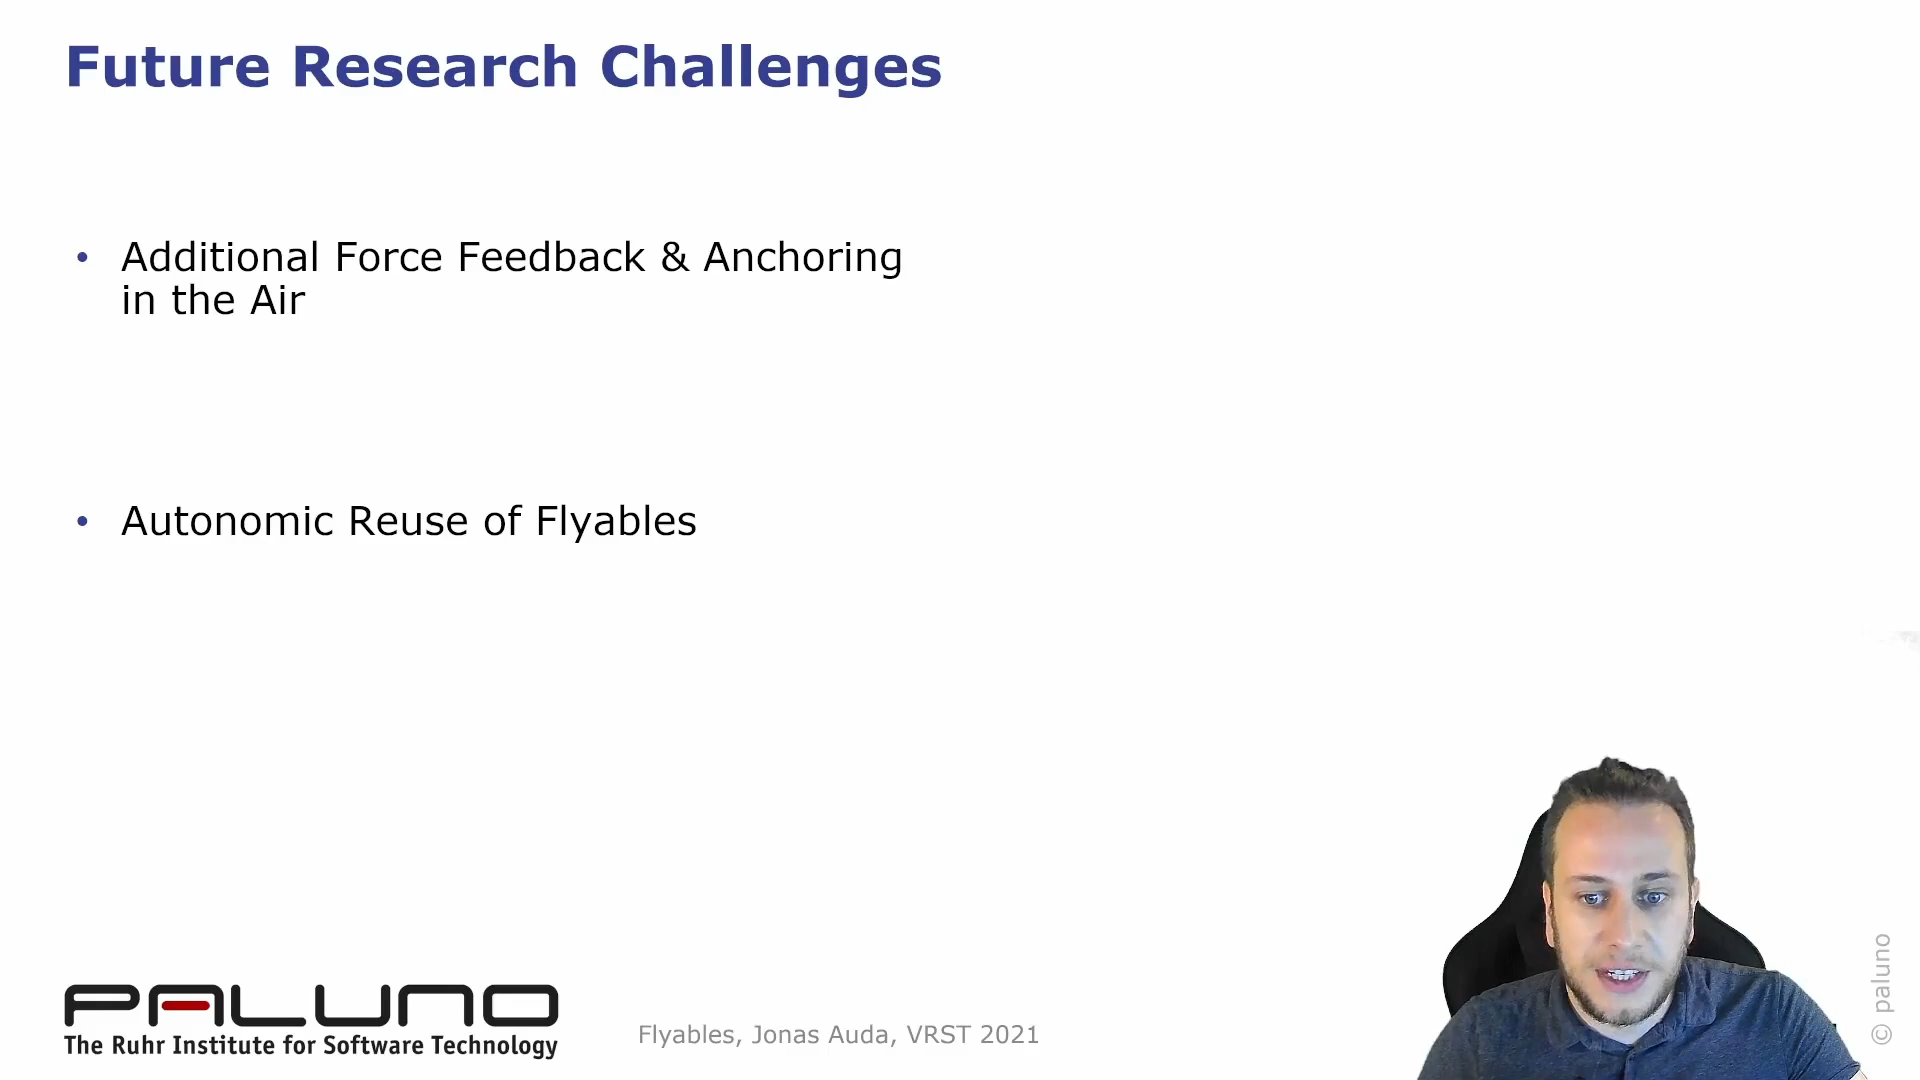 Future Research Challenges
• Additional Force Feedback & Anchoring
in the Air
• Autonomic Reuse of Flyables
PALUNO
The Ruhr Institute for Software Technology
Flyables, Jonas Auda, VRST 2021
© paluno